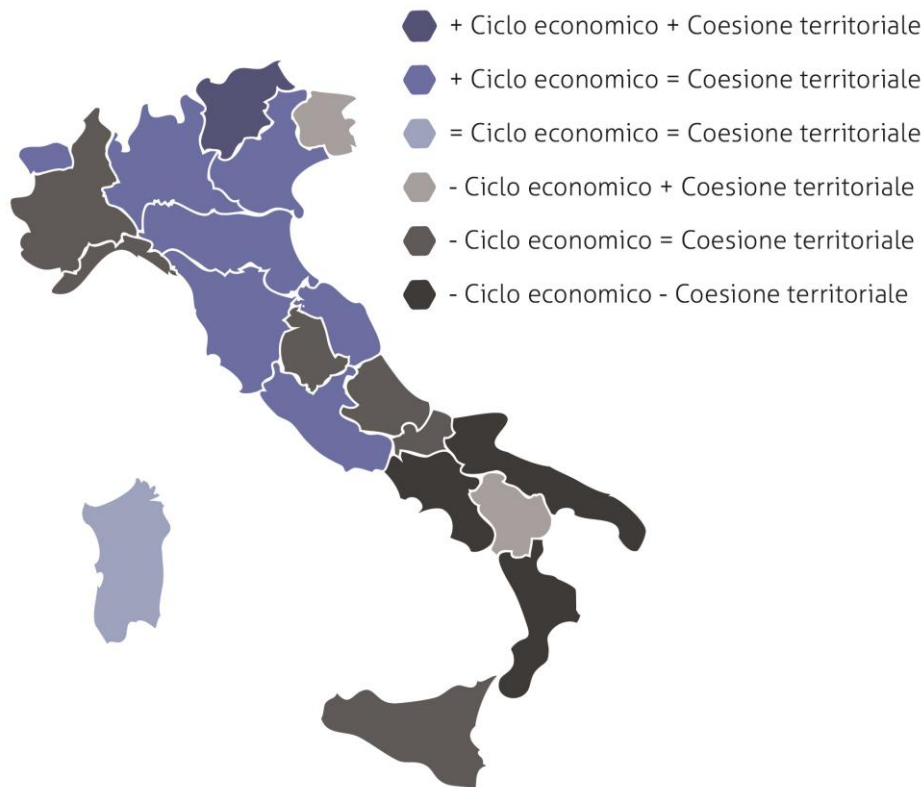 + Ciclo economico + Coesione territoriale
+ Ciclo economico = Coesione territoriale
= Ciclo economico = Coesione territoriale
- Ciclo economico + Coesione territoriale
- Ciclo economico = Coesione territoriale
- Ciclo economico - Coesione territoriale